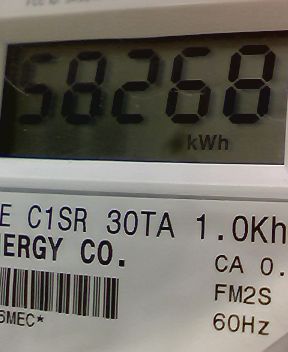 58268
kWh
E C1SR 30TA 1.0Kh
ERGY CO.
CA 0.
FM2S
6MEC*
60Hz